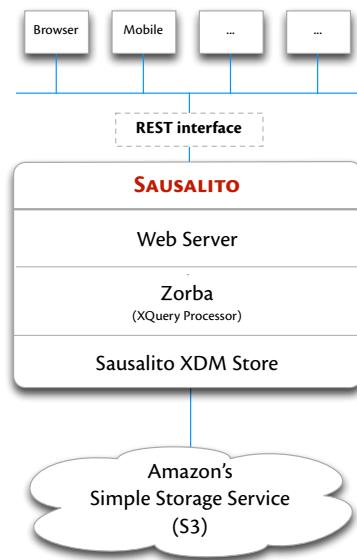 Browser Mobile ... ...
REST interface
SAUSALITO
Web Server
Zorba
(XQuery Processor)
Sausalito XDM Store
Amazon's
Simple Storage Service
(S3)